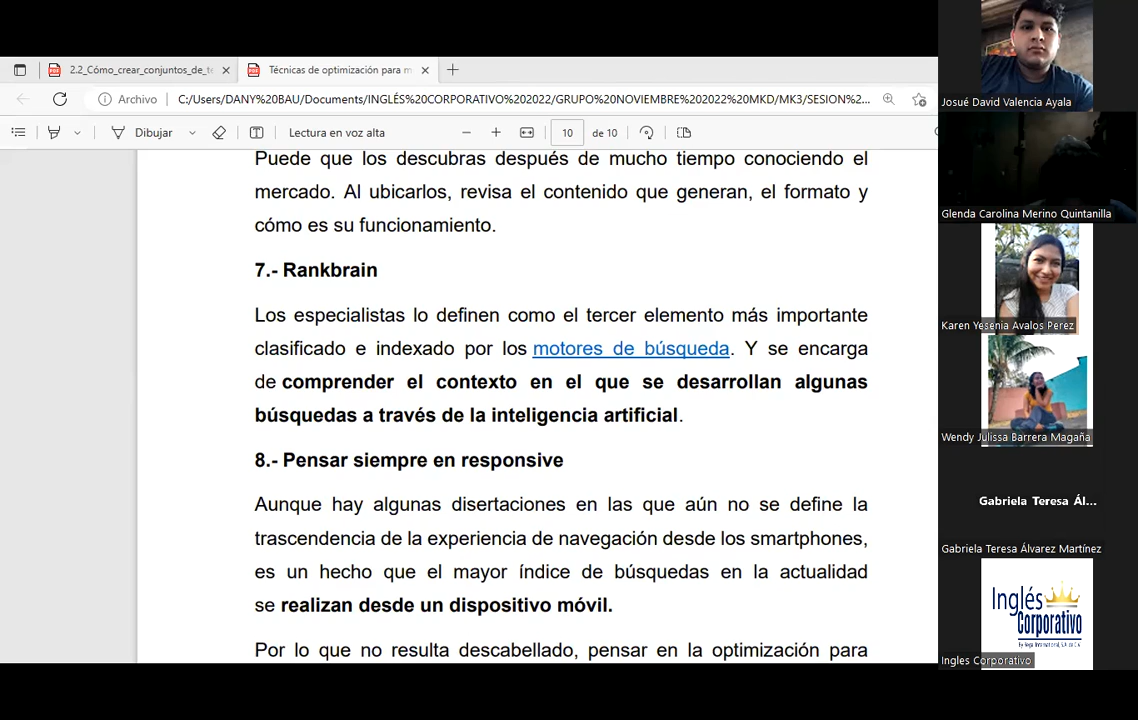 2.2_Cómo_crear_conjuntos_de_te
Técnicas de optimización para m
Archivo
C:/Users/DANY%20BAU/Documents/INGLÉS%20CORPORATIVO%202022/GRUPO%20NOVIEMBRE%202022%20MKD/MK3/SESION%2...
Dibujar
Lectura en voz alta
10
de 10
Puede que los descubras después de mucho tiempo conociendo el
mercado. Al ubicarlos, revisa el contenido que generan, el formato y
cómo es su funcionamiento.
7.- Rankbrain
Los especialistas lo definen como el tercer elemento más importante
clasificado e indexado por los motores de búsqueda. Y se encarga
de comprender el contexto en el que se desarrollan algunas
búsquedas a través de la inteligencia artificial.
8.- Pensar siempre en responsive
Aunque hay algunas disertaciones en las que aún no se define la
trascendencia de la experiencia de navegación desde los smartphones,
es un hecho que el mayor índice de búsquedas en la actualidad
se realizan desde un dispositivo móvil.
Por lo que no resulta descabellado, pensar en la optimización para
Josué David Valencia Ayala
Glenda Carolina Merino Quintanilla
Karen Yesenia Avalos Perez
Wendy Julissa Barrera Magaña
Gabriela Teresa Ál...
Gabriela Teresa Álvarez Martínez
Inglés
Corporativo
Ingles Corporativo